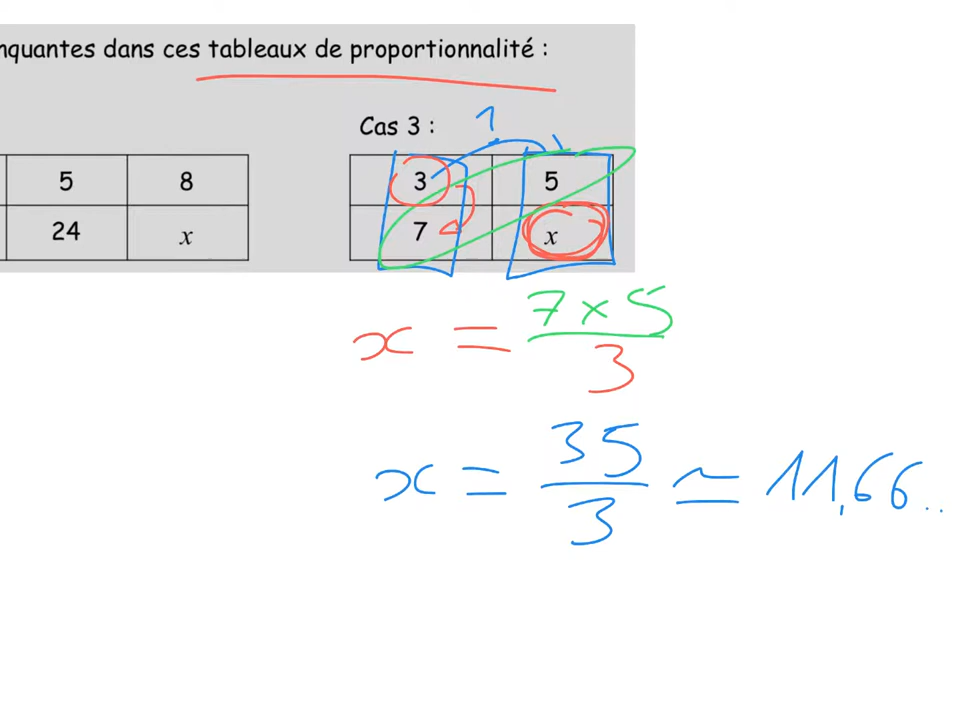 nquantes dans ces tableaux de proportionnalité :
Cas 3 :
1
5 8
24 x
3 5
7 x
x = 7 x 5 / 3
x = 35 / 3 ≃ 11,66..